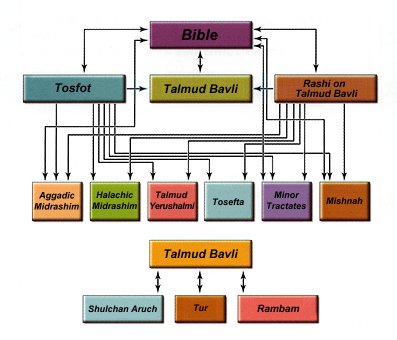 Bible
Tosfot
Talmud Bavli
Rashi on
Talmud Bavli
Aggadic
Midrashim
Halachic
Midrashim
Talmud
Yerushalmi
Tosefta
Minor
Tractates
Mishnah
Talmud Bavli
Shulchan Aruch
Tur
Rambam